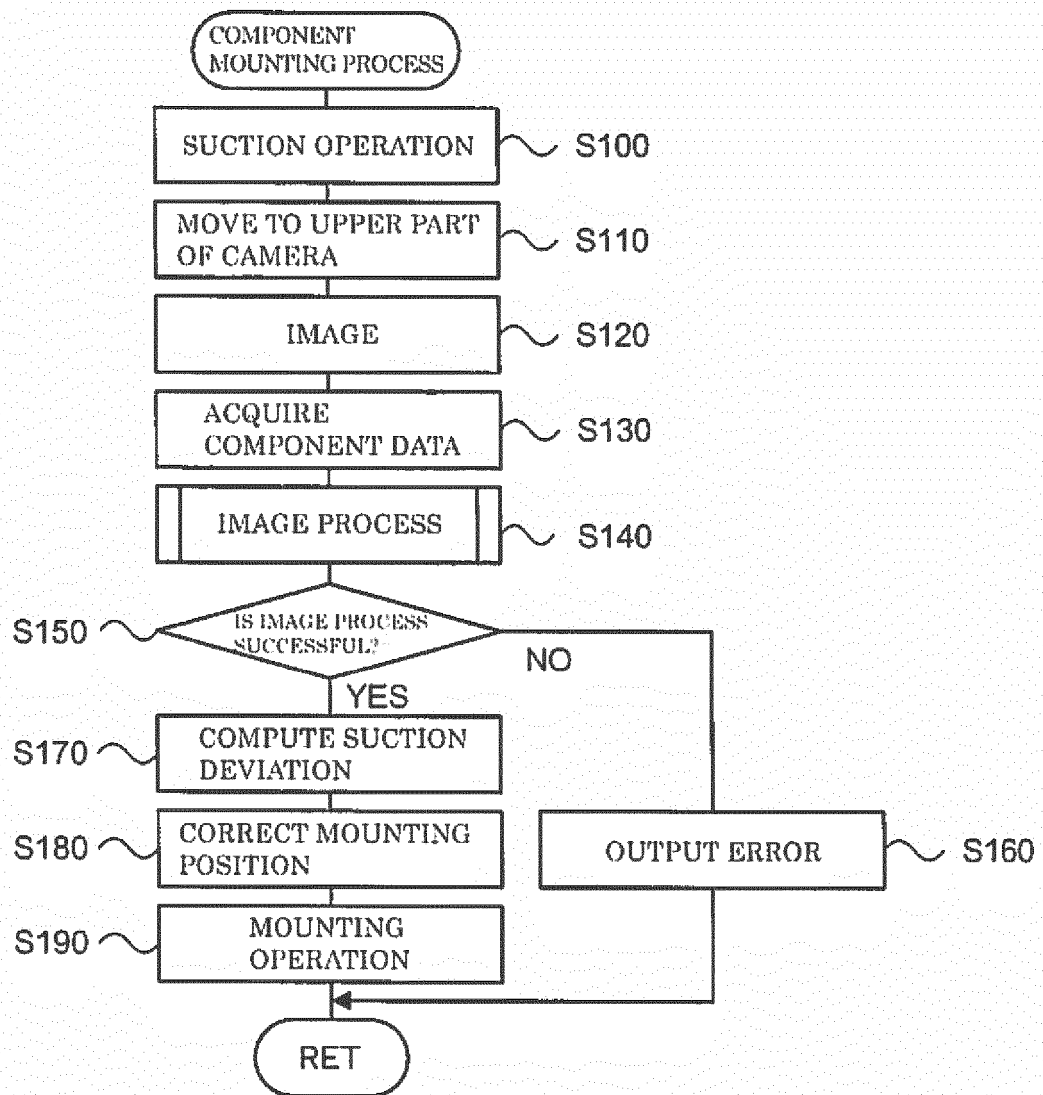 COMPONENT
MOUNTING PROCESS
SUCTION OPERATION
S100
MOVE TO UPPER PART
OF CAMERA
S110
IMAGE
S120
ACQUIRE
COMPONENT DATA
S130
IMAGE PROCESS
S140
S150
IS IMAGE PROCESS
SUCCESSFUL?
NO
YES
S170
COMPUTE SUCTION
DEVIATION
S180
CORRECT MOUNTING
POSITION
OUTPUT ERROR
S160
S190
MOUNTING
OPERATION
RET